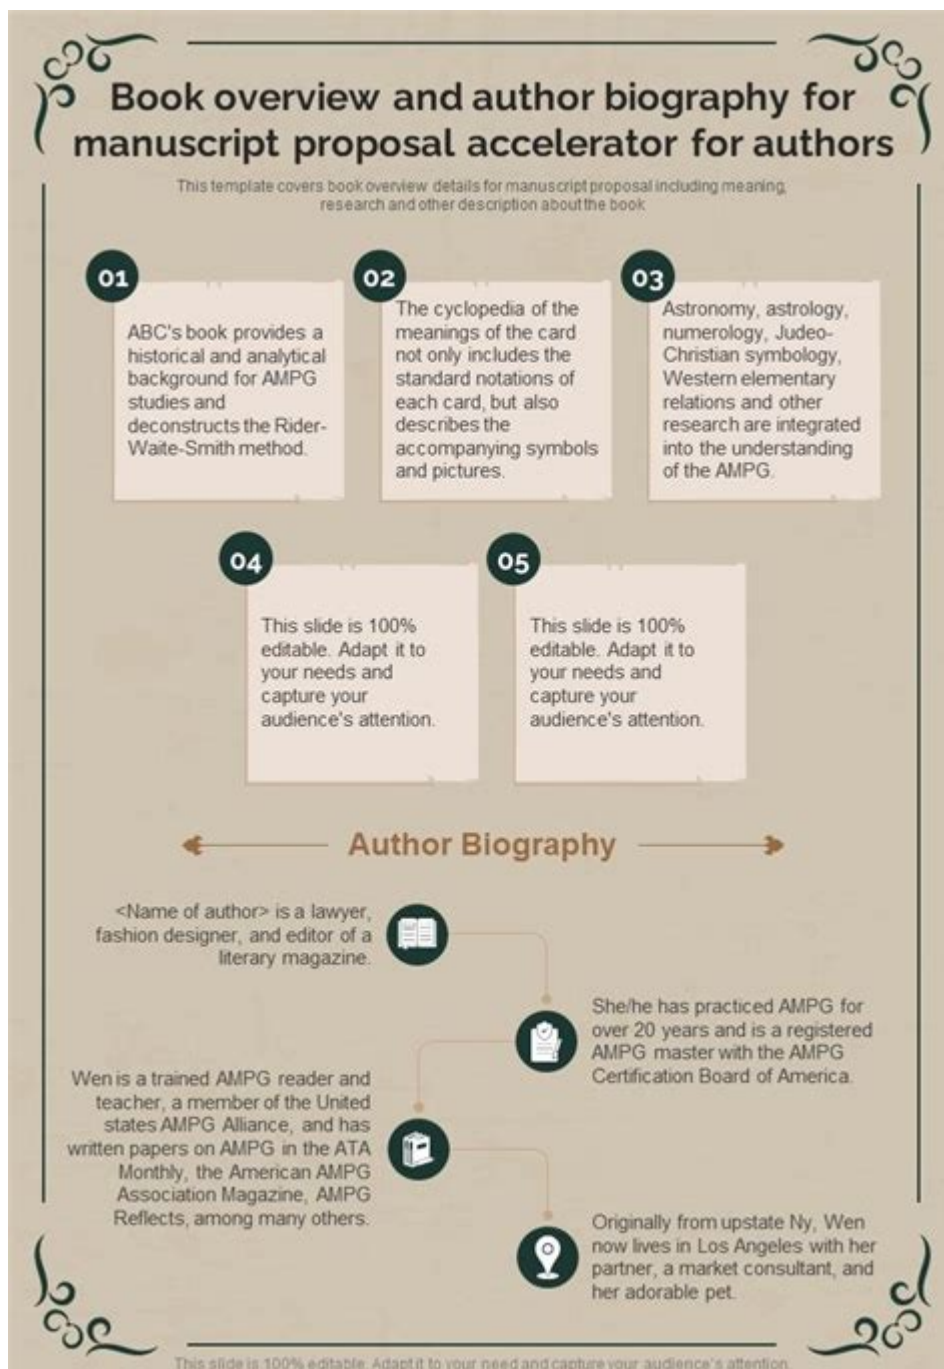 Book overview and author biography for
manuscript proposal accelerator for authors
This template covers book overview details for manuscript proposal including meaning,
research and other description about the book
01
ABC's book provides a
historical and analytical
background for AMPG
studies and
deconstructs the Rider-
Waite-Smith method.
02
The cyclopedia of the
meanings of the card
not only includes the
standard notations of
each card, but also
describes the
accompanying symbols
and pictures.
03
Astronomy, astrology,
numerology, Judeo-
Christian symbology,
Western elementary
relations and other
research are integrated
into the understanding
of the AMPG.
04
This slide is 100%
editable. Adapt it to
your needs and
capture your
audience's attention.
05
This slide is 100%
editable. Adapt it to
your needs and
capture your
audience's attention.
Author Biography
<Name of author> is a lawyer,
fashion designer, and editor of a
literary magazine.
She/he has practiced AMPG for
over 20 years and is a registered
AMPG master with the AMPG
Certification Board of America.
Wen is a trained AMPG reader and
teacher, a member of the United
states AMPG Alliance, and has
written papers on AMPG in the ATA
Monthly, the American AMPG
Association Magazine, AMPG
Reflects, among many others.
Originally from upstate Ny, Wen
now lives in Los Angeles with her
partner, a market consultant, and
her adorable pet.
This slide is 100% editable. Adapt it to your need and capture your audience's attention.